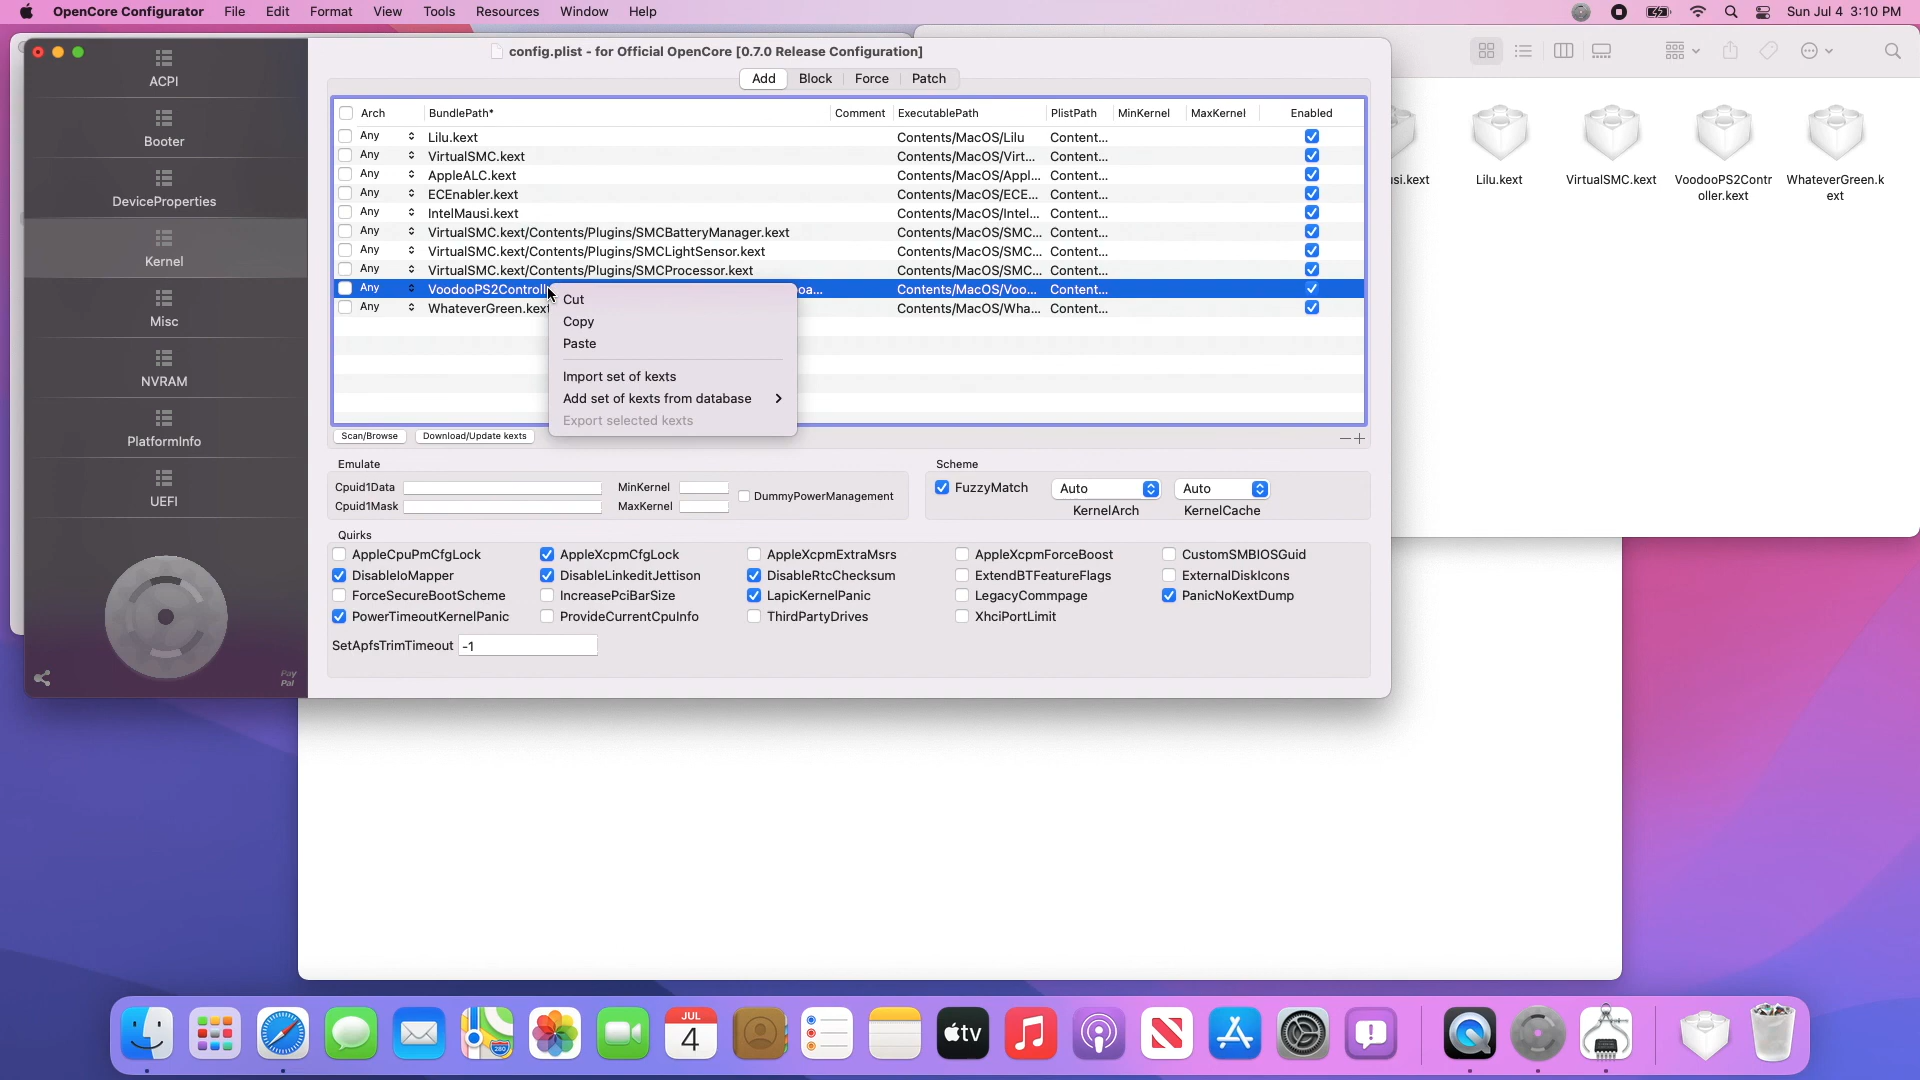 OpenCore Configurator File Edit Format View Tools Resources Window Help
Sun Jul 4 3:10 PM
config.plist - for Official OpenCore [0.7.0 Release Configuration]
Add Block Force Patch
ACPI
Booter
DeviceProperties
Kernel
Misc
NVRAM
PlatformInfo
UEFI
Pay
Pal
Arch BundlePath* Comment ExecutablePath PlistPath MinKernel MaxKernel Enabled
Any Lilu.kext Contents/MacOS/Lilu Content...
Any VirtualSMC.kext Contents/MacOS/Virt... Content...
Any AppleALC.kext Contents/MacOS/Appl... Content...
Any ECEnabler.kext Contents/MacOS/ECE... Content...
Any IntelMausi.kext Contents/MacOS/Intel... Content...
Any VirtualSMC.kext/Contents/Plugins/SMCBatteryManager.kext Contents/MacOS/SMC... Content...
Any VirtualSMC.kext/Contents/Plugins/SMCLightSensor.kext Contents/MacOS/SMC... Content...
Any VirtualSMC.kext/Contents/Plugins/SMCProcessor.kext Contents/MacOS/SMC... Content...
Any VoodooPS2Controll oa... Contents/MacOS/Voo... Content...
Any WhateverGreen.kext Contents/MacOS/Wha... Content...
Cut
Copy
Paste
Import set of kexts
Add set of kexts from database
Export selected kexts
Scan/Browse Download/Update kexts
Emulate
Cpuid1Data MinKernel
Cpuid1Mask MaxKernel
DummyPowerManagement
Scheme
FuzzyMatch Auto Auto
KernelArch KernelCache
Quirks
AppleCpuPmCfgLock AppleXcpmCfgLock AppleXcpmExtraMsrs AppleXcpmForceBoost CustomSMBIOSGuid
DisableIoMapper DisableLinkeditJettison DisableRtcChecksum ExtendBTFeatureFlags ExternalDiskIcons
ForceSecureBootScheme IncreasePciBarSize LapicKernelPanic LegacyCommpage PanicNoKextDump
PowerTimeoutKernelPanic ProvideCurrentCpuInfo ThirdPartyDrives XhciPortLimit
SetApfsTrimTimeout -1
usi.kext Lilu.kext VirtualSMC.kext VoodooPS2Contr WhateverGreen.k
oller.kext ext
280
JUL
4
tv